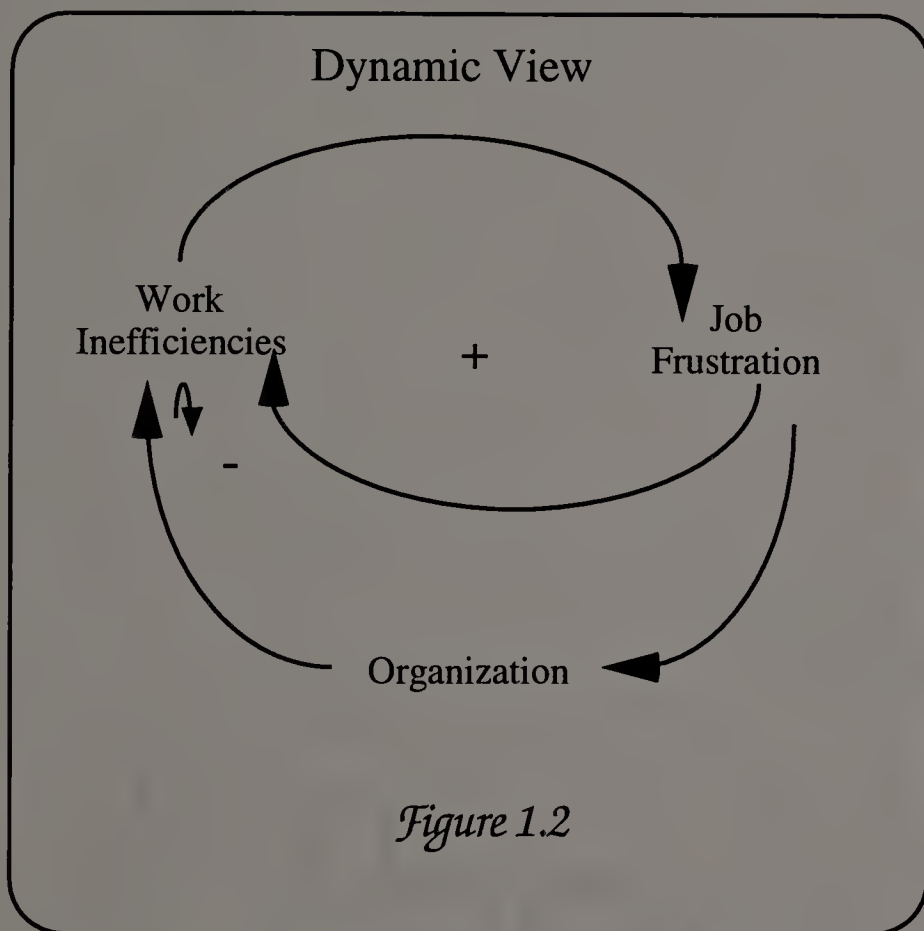 Dynamic View
Work
Inefficiencies
+
Job
Frustration
-
Organization
Figure 1.2